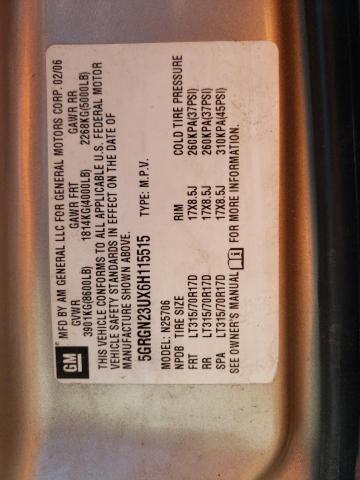 GM
MFD BY AM GENERAL LLC FOR GENERAL MOTORS CORP. 02/06
GVWR GAWR FRT GAWR RR
3901KG(8600LB) 1814KG(4000LB) 2268KG(5000LB)
THIS VEHICLE CONFORMS TO ALL APPLICABLE U.S. FEDERAL MOTOR
VEHICLE SAFETY STANDARDS IN EFFECT ON THE DATE OF
MANUFACTURE SHOWN ABOVE.
5GRGN23UX6H115515 TYPE: M.P.V.
MODEL: N25706
NPDB TIRE SIZE RIM COLD TIRE PRESSURE
FRT LT315/70R17D 17X8.5J 260KPA(37PSI)
RR LT315/70R17D 17X8.5J 260KPA(37PSI)
SPA LT315/70R17D 17X8.5J 310KPA(45PSI)
SEE OWNER'S MANUAL FOR MORE INFORMATION.